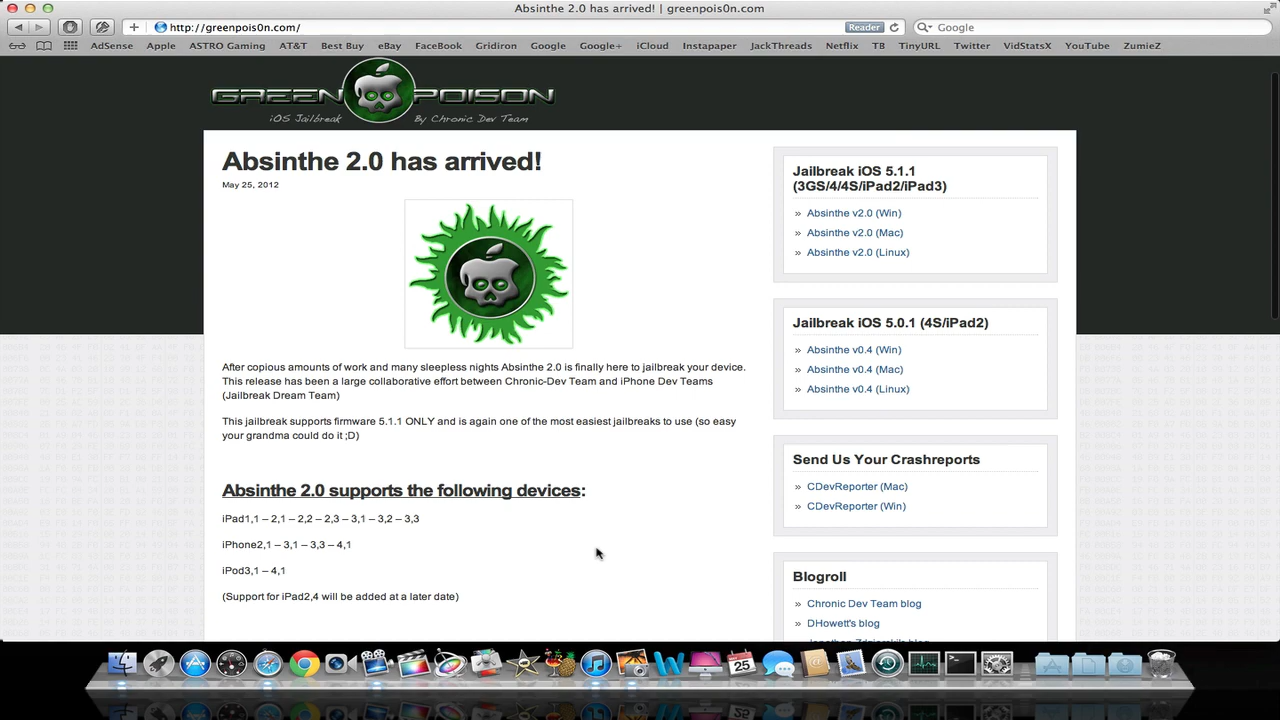 Absinthe 2.0 has arrived! | greenpois0n.com
http://greenpois0n.com/
Reader
Google
AdSense Apple ASTRO Gaming AT&T Best Buy eBay FaceBook Gridiron Google Google+ iCloud Instapaper JackThreads Netflix TB TinyURL Twitter VidStatsX YouTube ZumieZ
GREEN POISON
iOS Jailbreak By Chronic Dev Team
Absinthe 2.0 has arrived!
May 25, 2012
After copious amounts of work and many sleepless nights Absinthe 2.0 is finally here to jailbreak your device.
This release has been a large collaborative effort between Chronic-Dev Team and iPhone Dev Teams
(Jailbreak Dream Team)
This jailbreak supports firmware 5.1.1 ONLY and is again one of the most easiest jailbreaks to use (so easy
your grandma could do it ;D)
Absinthe 2.0 supports the following devices:
iPad1,1 – 2,1 – 2,2 – 2,3 – 3,1 – 3,2 – 3,3
iPhone2,1 – 3,1 – 3,3 – 4,1
iPod3,1 – 4,1
(Support for iPad2,4 will be added at a later date)
Jailbreak iOS 5.1.1
(3GS/4/4S/iPad2/iPad3)
» Absinthe v2.0 (Win)
» Absinthe v2.0 (Mac)
» Absinthe v2.0 (Linux)
Jailbreak iOS 5.0.1 (4S/iPad2)
» Absinthe v0.4 (Win)
» Absinthe v0.4 (Mac)
» Absinthe v0.4 (Linux)
Send Us Your Crashreports
» CDevReporter (Mac)
» CDevReporter (Win)
Blogroll
» Chronic Dev Team blog
» DHowett's blog
25